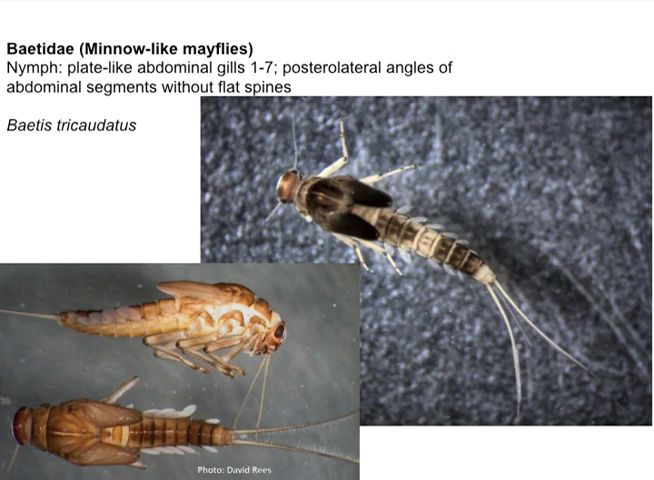 Baetidae (Minnow-like mayflies)
Nymph: plate-like abdominal gills 1-7; posterolateral angles of
abdominal segments without flat spines
Baetis tricaudatus
Photo: David Rees